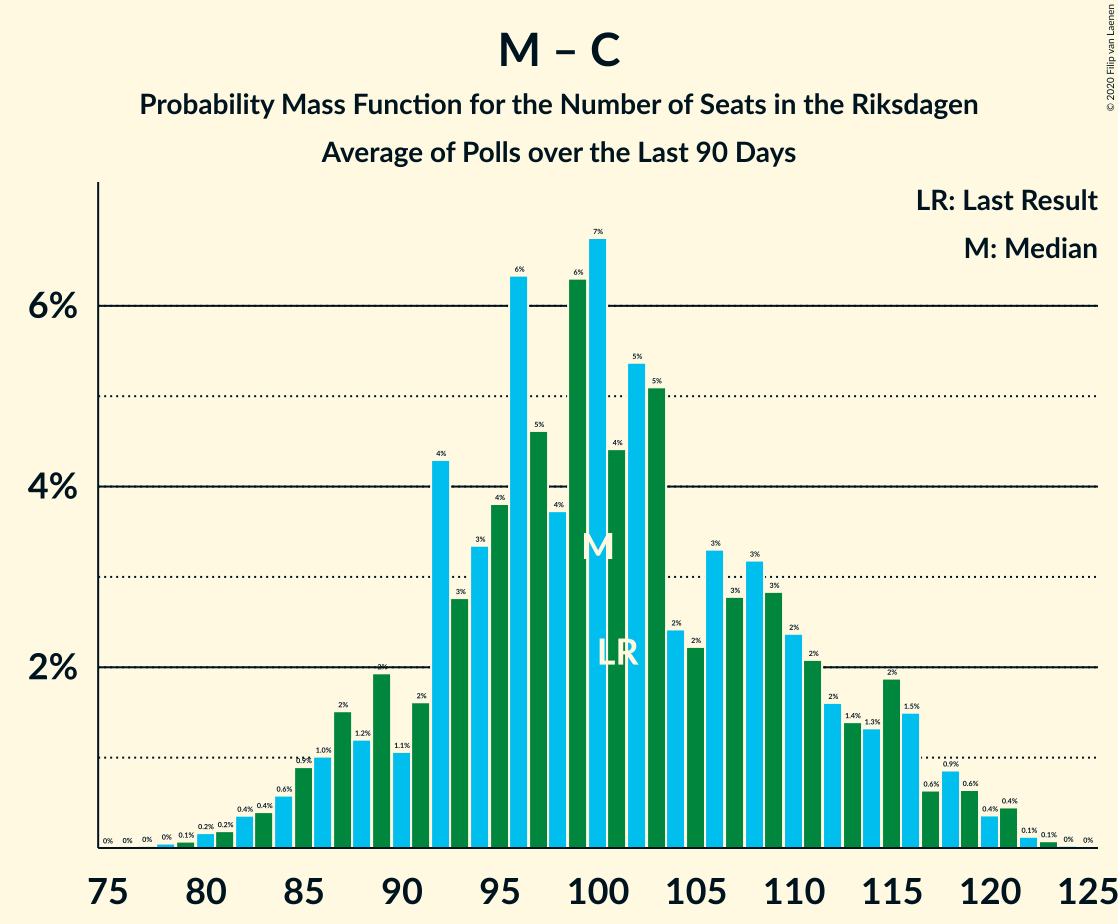 M – C
Probability Mass Function for the Number of Seats in the Riksdagen
Average of Polls over the Last 90 Days
© 2020 Filip van Laenen
LR: Last Result
M: Median
6%
4%
2%
0% 0% 0% 0% 0.1% 0.2% 0.2% 0.4% 0.4% 0.6% 0.9% 1.0% 2% 1.2% 2% 1.1% 2% 4% 3% 3% 4% 6% 5% 4% 6% 7% 4% 5% 5% 2% 2% 3% 3% 3% 3% 2% 2% 2% 1.4% 1.3% 2% 1.5% 0.6% 0.9% 0.6% 0.4% 0.4% 0.1% 0.1% 0% 0%
M
LR
75 80 85 90 95 100 105 110 115 120 125